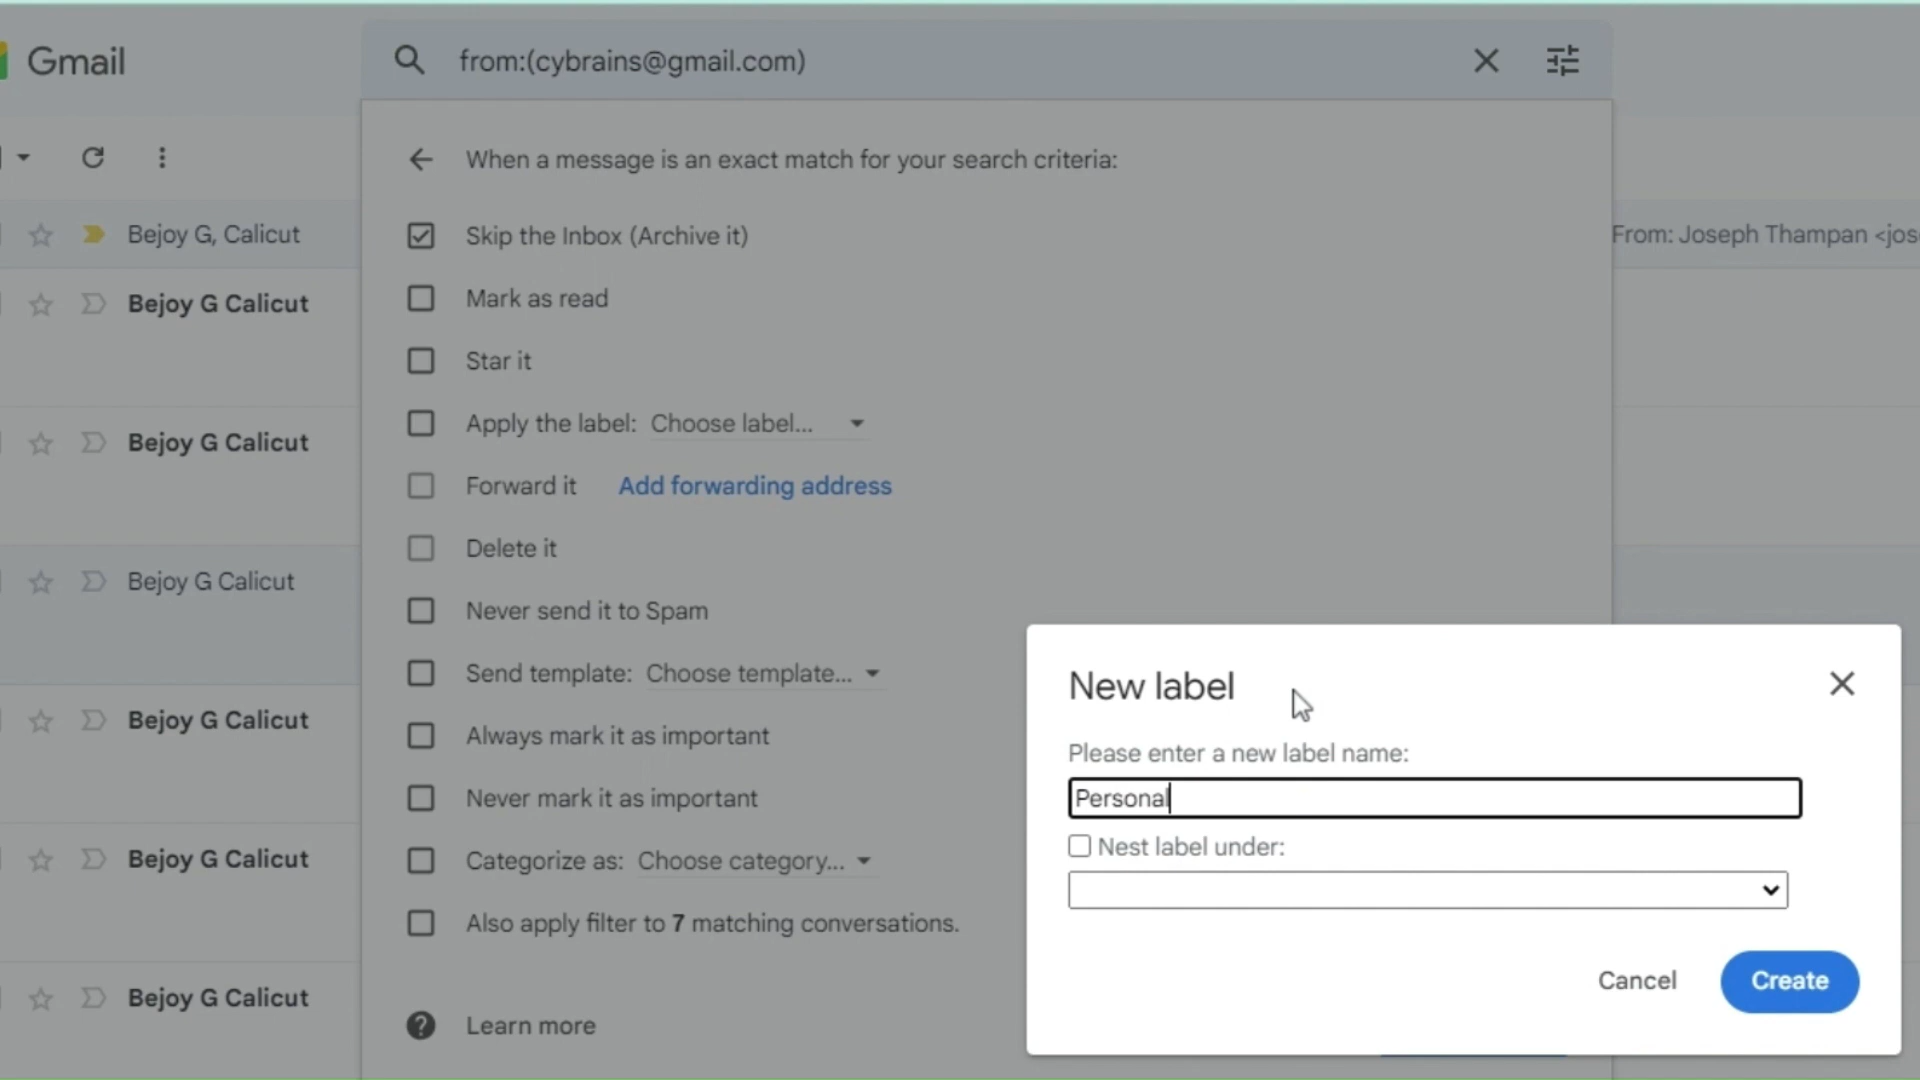 Gmail
from:(cybrains@gmail.com)
When a message is an exact match for your search criteria:
Bejoy G, Calicut
Skip the Inbox (Archive it)
From: Joseph Thampan <jos
Bejoy G Calicut
Mark as read
Star it
Apply the label: Choose label...
Bejoy G Calicut
Forward it Add forwarding address
Delete it
Bejoy G Calicut
Never send it to Spam
Send template: Choose template...
Bejoy G Calicut
Always mark it as important
Never mark it as important
Bejoy G Calicut
Categorize as: Choose category...
Also apply filter to 7 matching conversations.
Bejoy G Calicut
Learn more
New label
Please enter a new label name:
Personal
Nest label under:
Cancel
Create